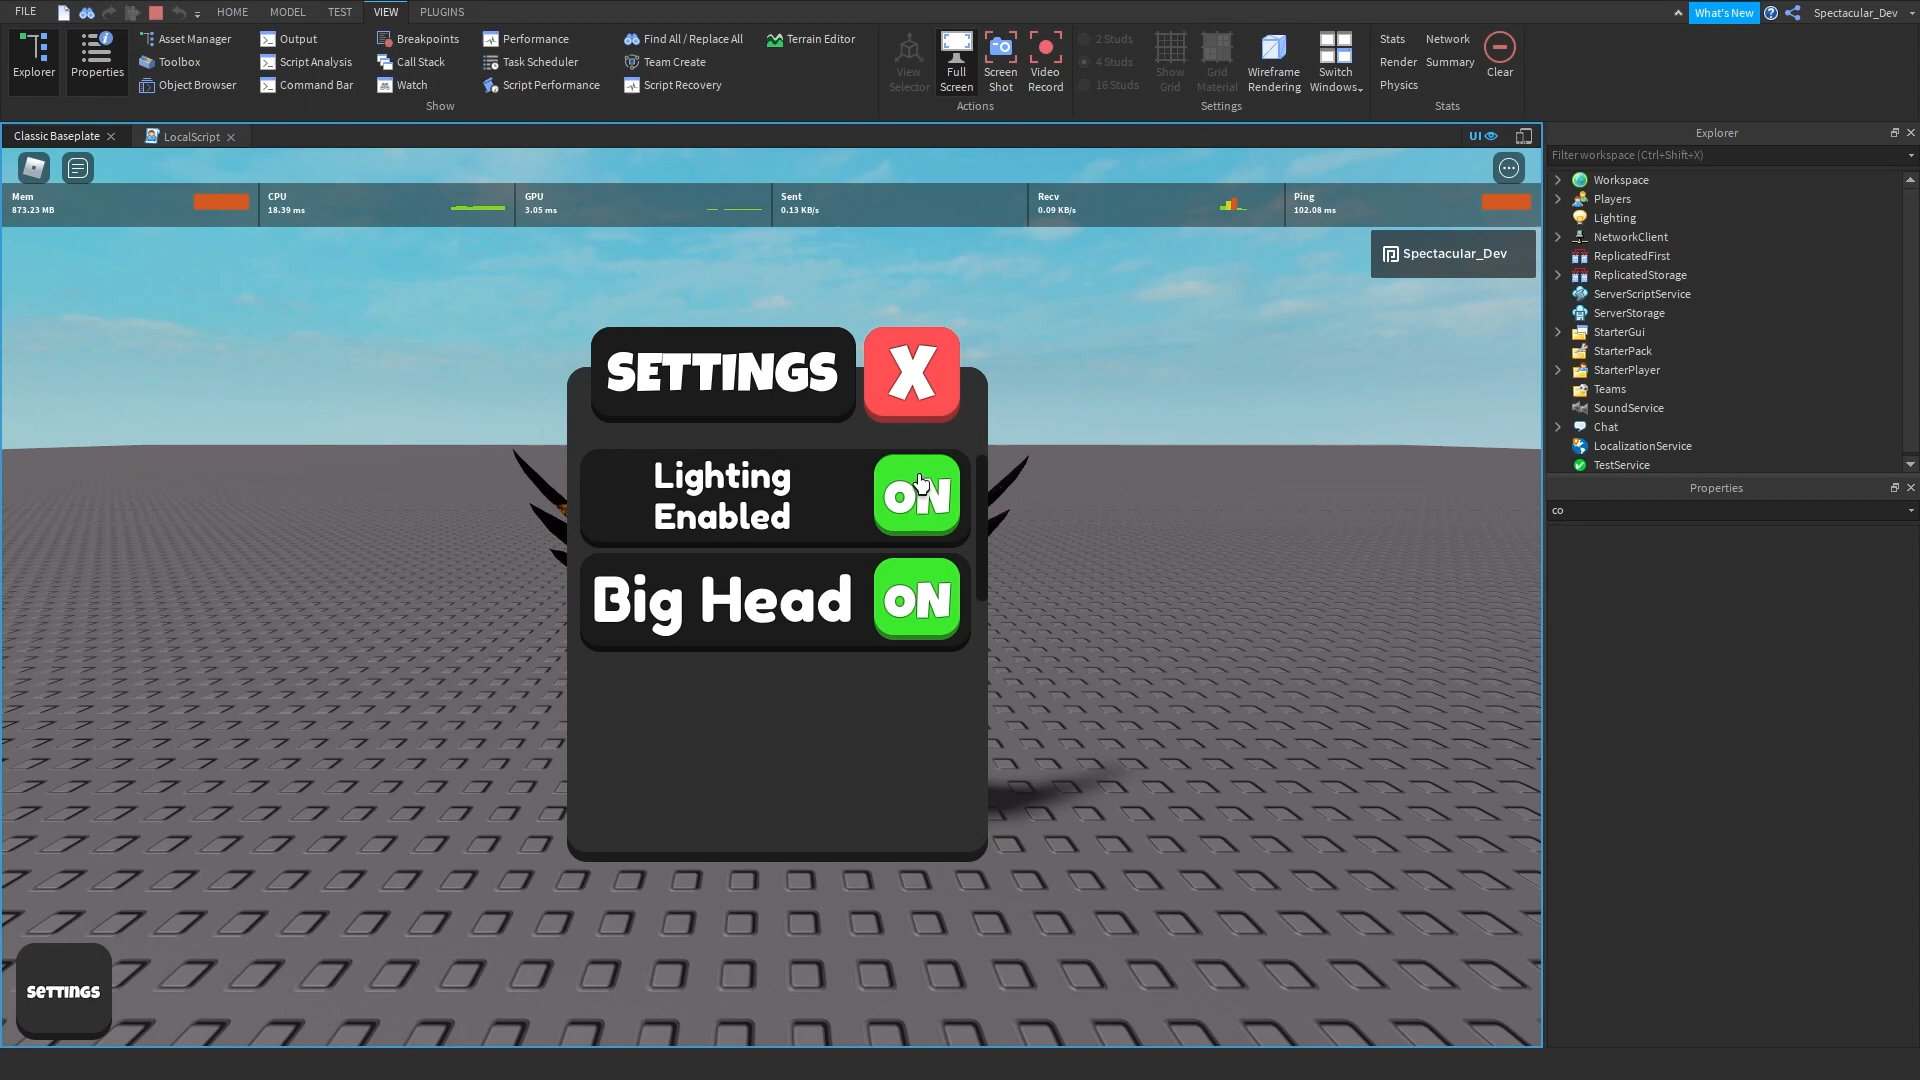 FILE
HOME
MODEL
TEST
VIEW
PLUGINS
What's New
Spectacular_Dev
Explorer
Properties
Asset Manager
Toolbox
Object Browser
Output
Script Analysis
Command Bar
Breakpoints
Call Stack
Watch
Performance
Task Scheduler
Script Performance
Find All / Replace All
Team Create
Script Recovery
Terrain Editor
Show
View
Selector
Full
Screen
Screen
Shot
Video
Record
Actions
2 Studs
4 Studs
16 Studs
Show
Grid
Grid
Material
Wireframe
Rendering
Switch
Windows
Settings
Stats
Network
Render
Summary
Physics
Clear
Stats
Classic Baseplate
LocalScript
UI
Mem
873.23 MB
CPU
18.39 ms
GPU
3.05 ms
Sent
0.13 KB/s
Recv
0.09 KB/s
Ping
102.08 ms
Spectacular_Dev
SETTINGS
X
Lighting
Enabled
ON
Big Head
ON
SETTINGS
Explorer
Filter workspace (Ctrl+Shift+X)
Workspace
Players
Lighting
NetworkClient
ReplicatedFirst
ReplicatedStorage
ServerScriptService
ServerStorage
StarterGui
StarterPack
StarterPlayer
Teams
SoundService
Chat
LocalizationService
TestService
Properties
co